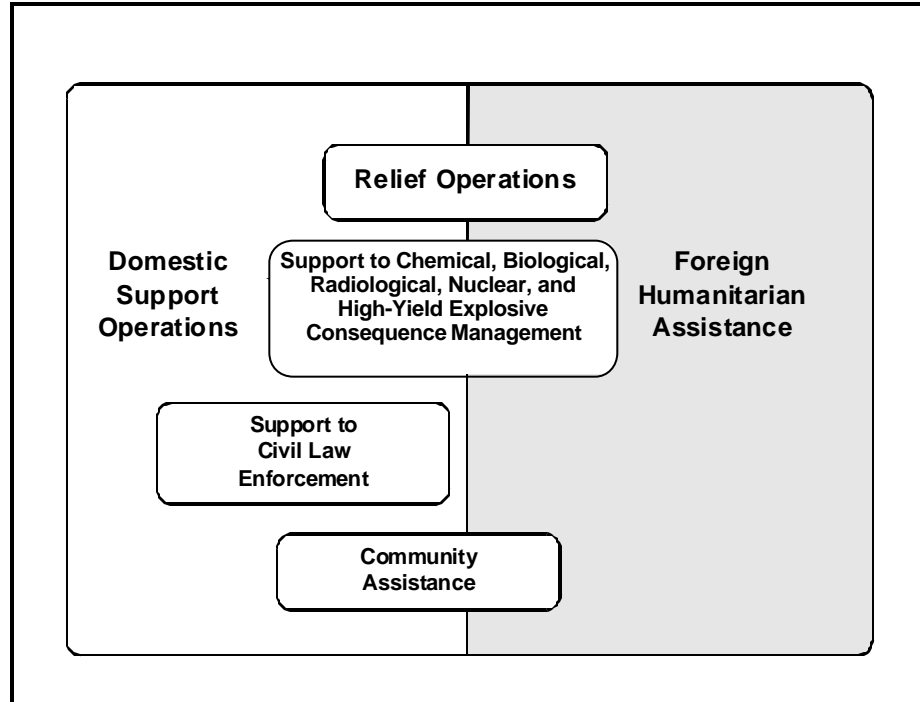 Relief Operations
Domestic
Support
Operations
Support to Chemical, Biological,
Radiological, Nuclear, and
High-Yield Explosive
Consequence Management
Foreign
Humanitarian
Assistance
Support to
Civil Law
Enforcement
Community
Assistance